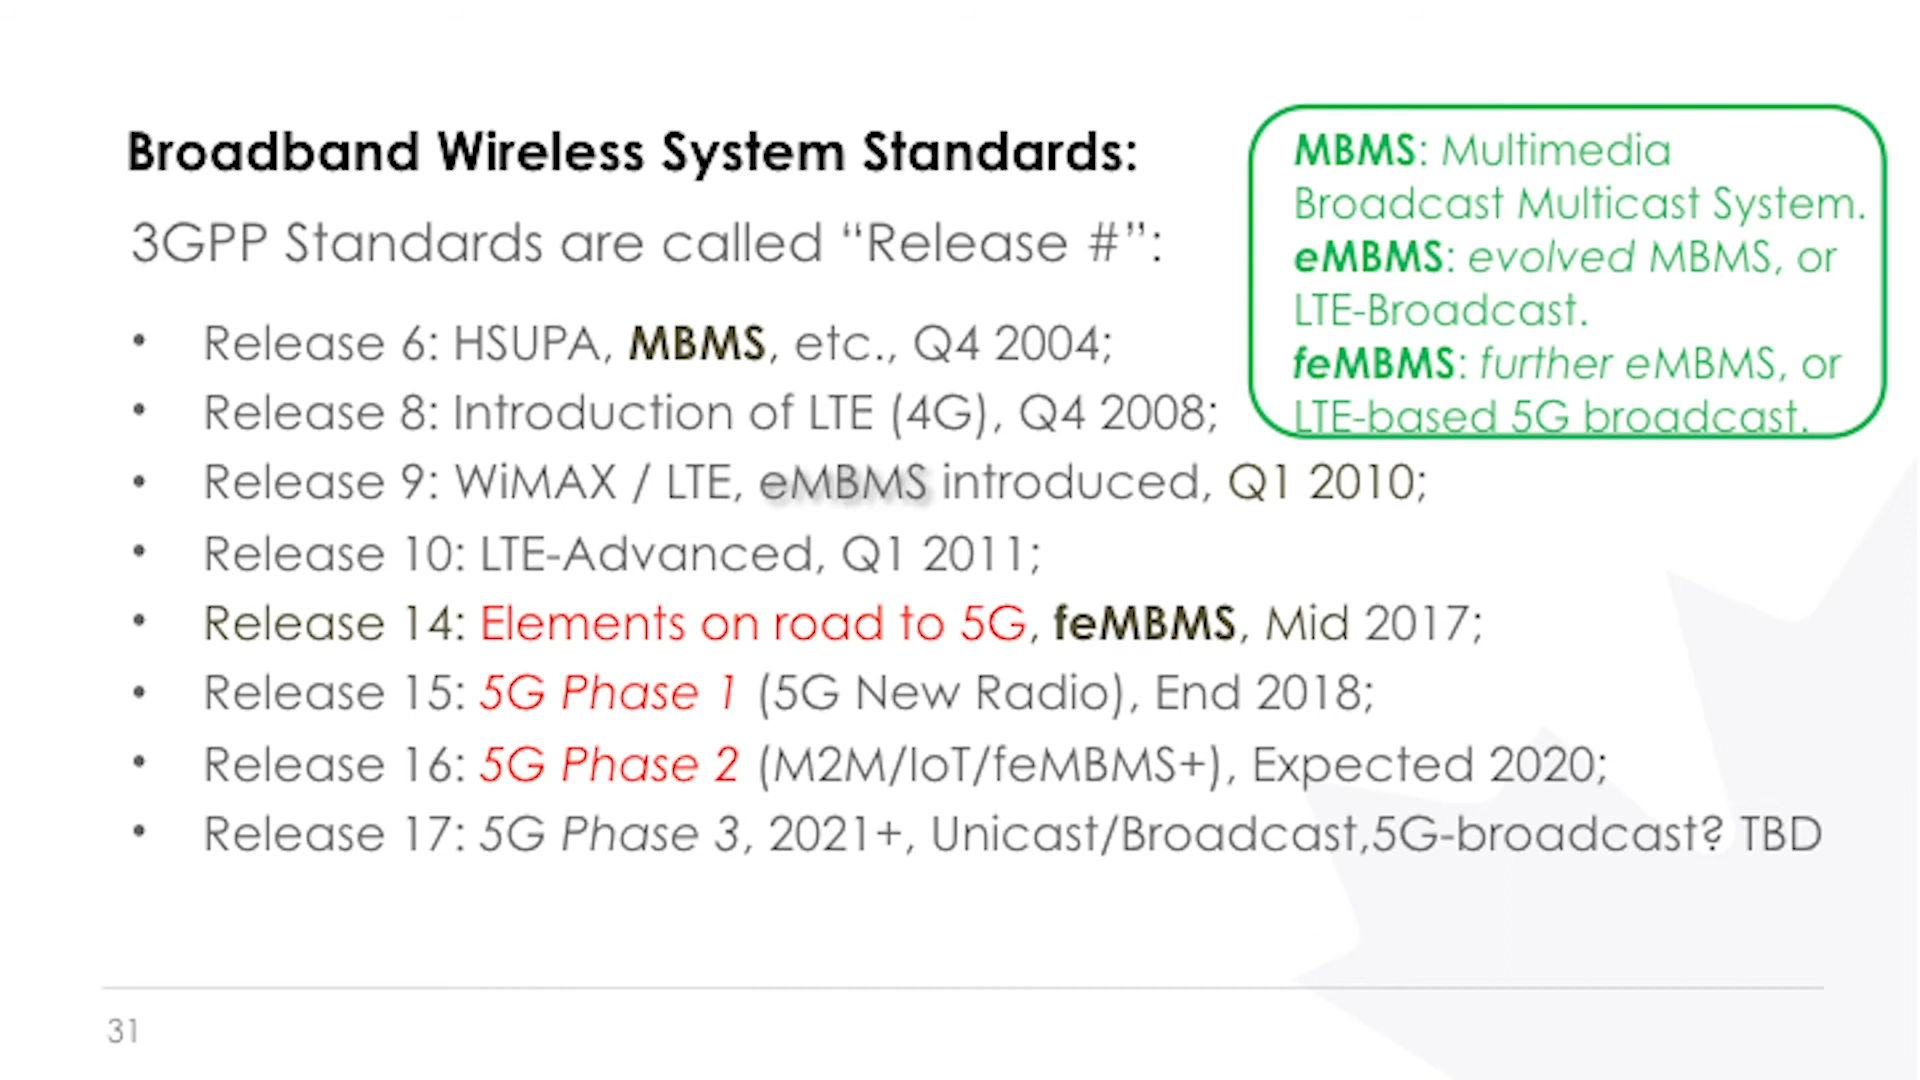 Broadband Wireless System Standards:
3GPP Standards are called “Release #”:
• Release 6: HSUPA, MBMS, etc., Q4 2004;
• Release 8: Introduction of LTE (4G), Q4 2008;
• Release 9: WiMAX / LTE, eMBMS introduced, Q1 2010;
• Release 10: LTE-Advanced, Q1 2011;
• Release 14: Elements on road to 5G, feMBMS, Mid 2017;
• Release 15: 5G Phase 1 (5G New Radio), End 2018;
• Release 16: 5G Phase 2 (M2M/IoT/feMBMS+), Expected 2020;
• Release 17: 5G Phase 3, 2021+, Unicast/Broadcast,5G-broadcast? TBD
MBMS: Multimedia
Broadcast Multicast System.
eMBMS: evolved MBMS, or
LTE-Broadcast.
feMBMS: further eMBMS, or
LTE-based 5G broadcast.
31